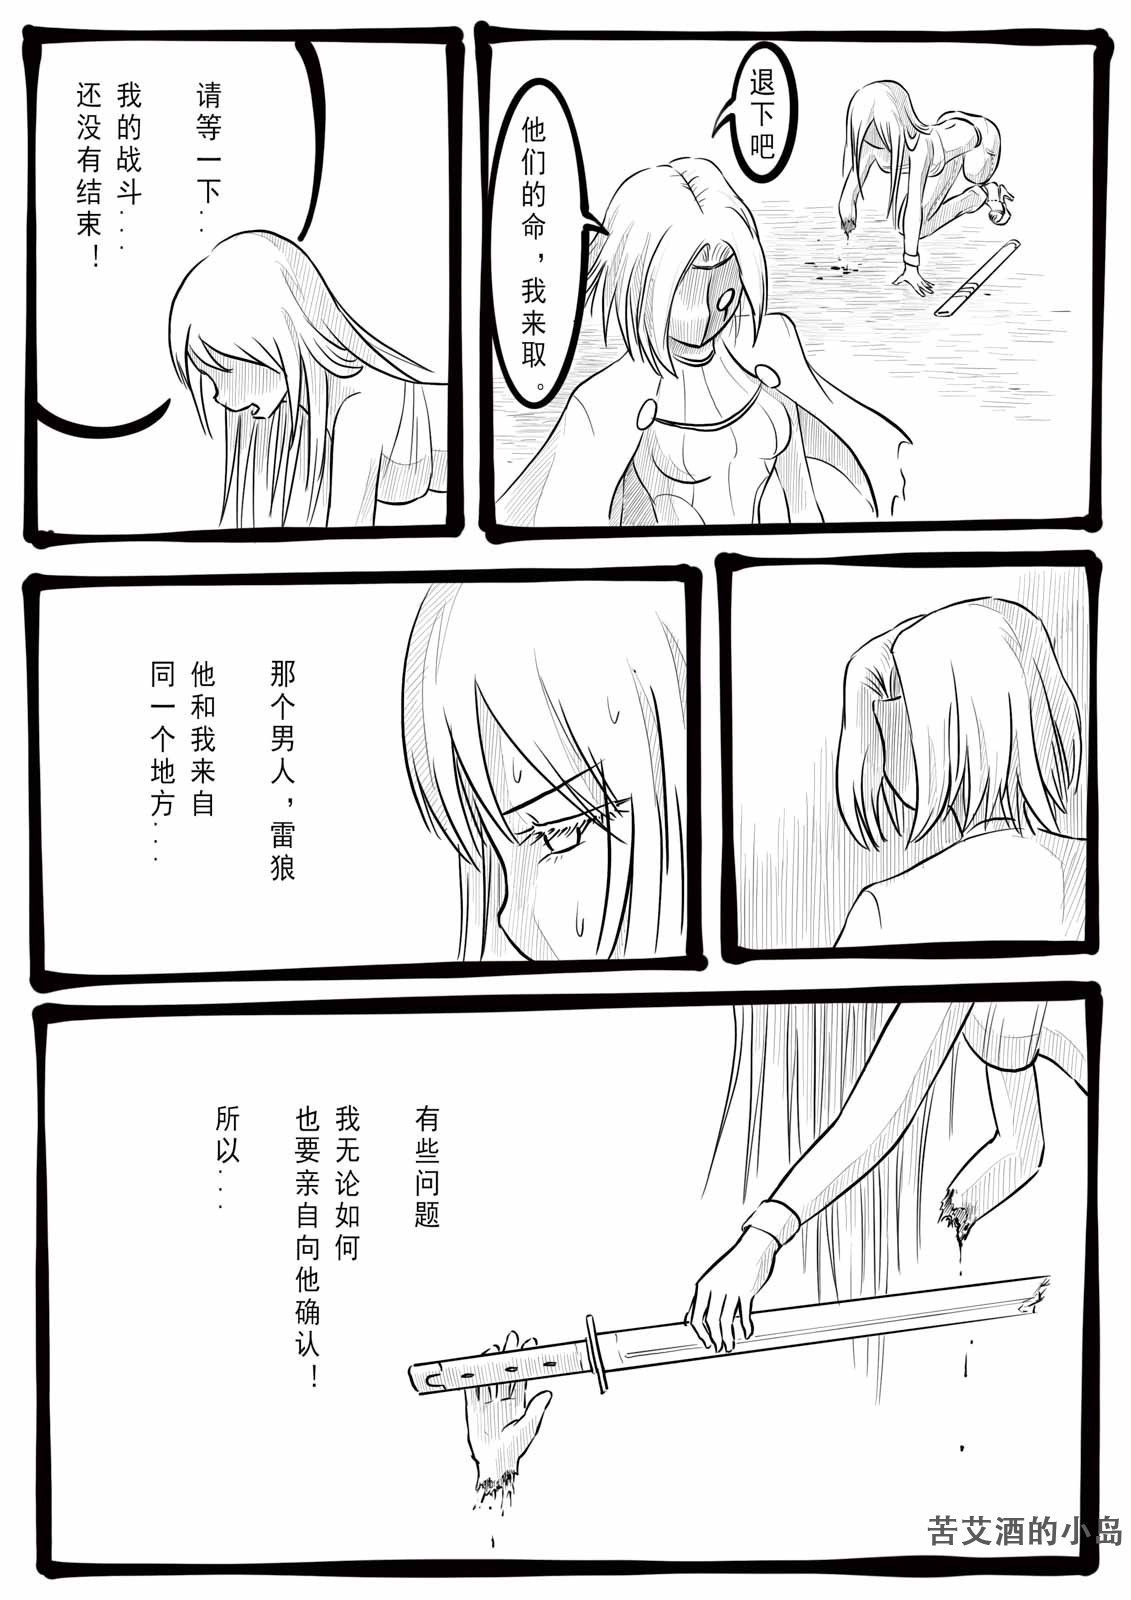 退下吧
他们的命，我来取。
请等一下...
我的战斗...
还没有结束！
那个男人，雷狼
他和我来自
同一个地方...
有些问题
我无论如何
也要亲自向他确认！
所以...
苦艾酒的小岛